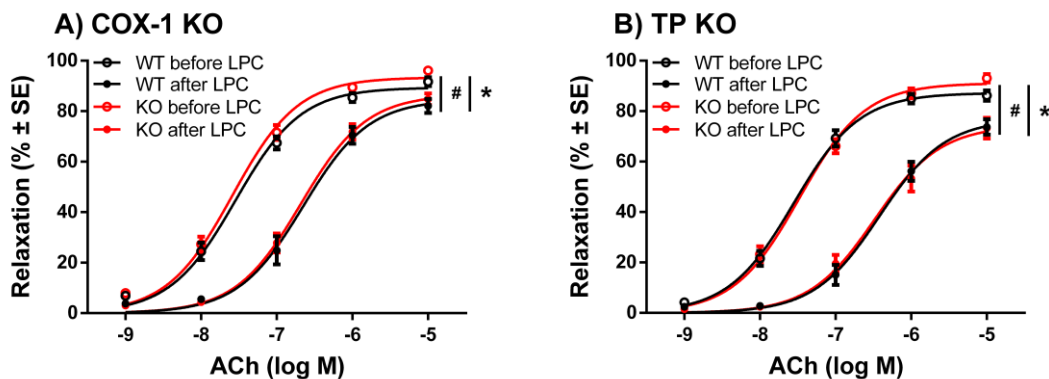 A) COX-1 KO
Relaxation (% ± SE)
100
80
60
40
20
0
WT before LPC
WT after LPC
KO before LPC
KO after LPC
# *
-9 -8 -7 -6 -5
ACh (log M)
B) TP KO
Relaxation (% ± SE)
100
80
60
40
20
0
WT before LPC
WT after LPC
KO before LPC
KO after LPC
# *
-9 -8 -7 -6 -5
ACh (log M)